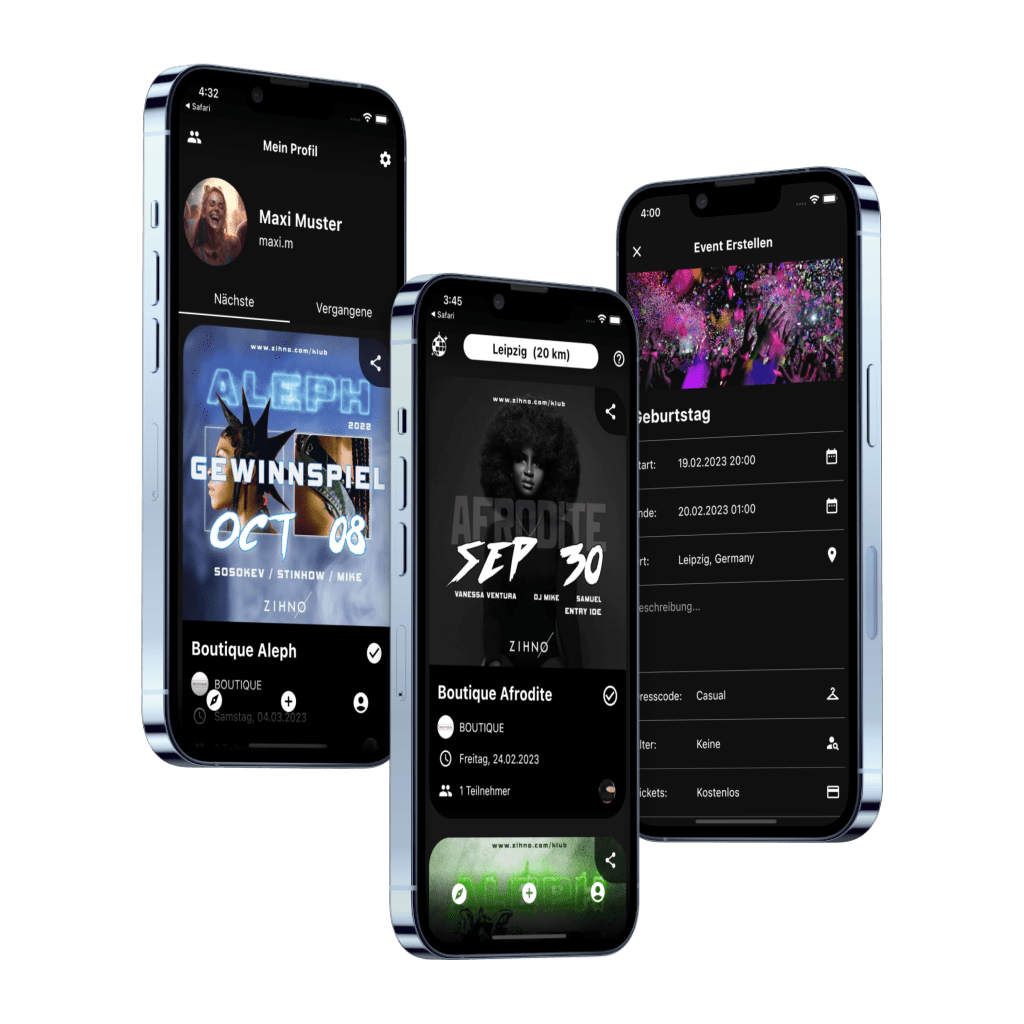 4:32
Safari
Mein Profil
Maxi Muster
maxi.m
Nächste
Vergangene
www.zihno.com/klub
ALEPH
2022
GEWINNSPIEL
OCT 08
SOSOKEV / STINHOW / MIKE
ZIHNO
Boutique Aleph
BOUTIQUE
Samstag, 04.03.2023
3:45
Safari
Leipzig (20 km)
www.zihno.com/klub
AFRODITE
SEP 30
VANESSA VENTURA DJ MIKE SAMUEL
ENTRY 10E
ZIHNO
Boutique Afrodite
BOUTIQUE
Freitag, 24.02.2023
1 Teilnehmer
www.zihno.com/klub
ALEPH
4:00
Event Erstellen
Geburtstag
tart: 19.02.2023 20:00
nde: 20.02.2023 01:00
rt: Leipzig, Germany
eschreibung...
resscode: Casual
lter: Keine
ickets: Kostenlos